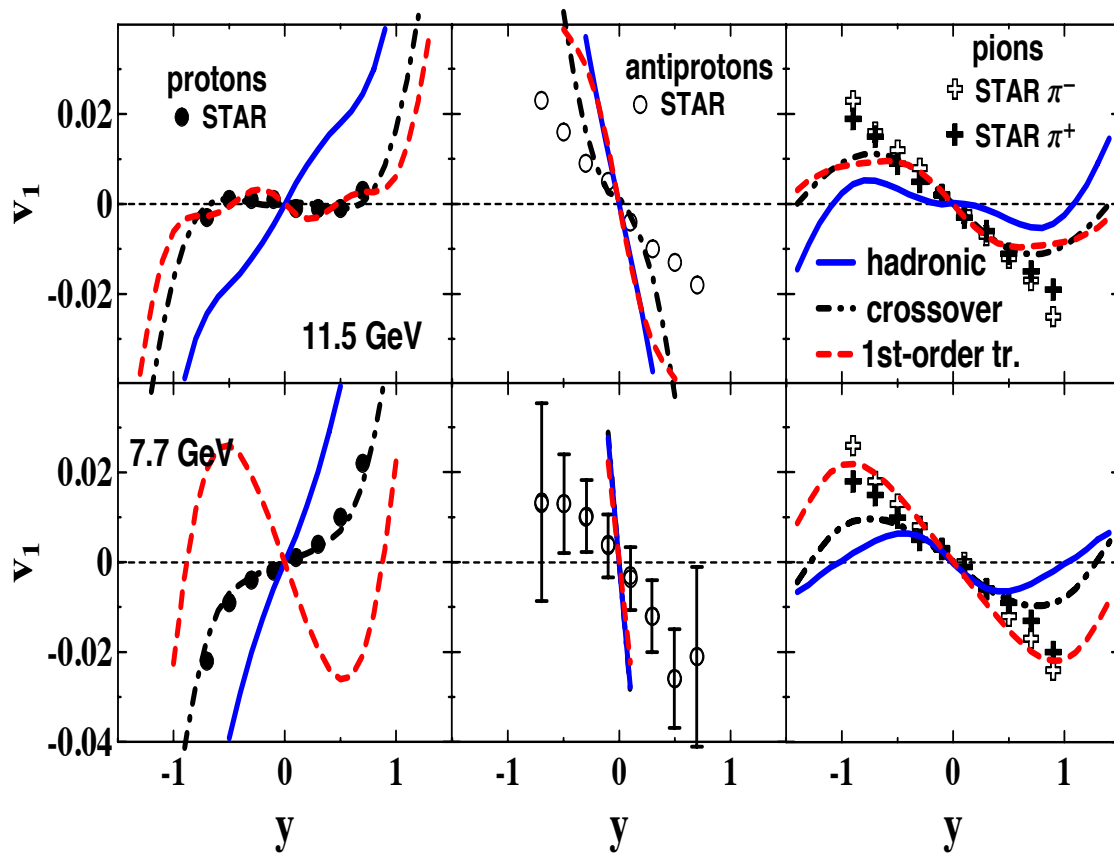 protons
STAR
antiprotons
STAR
pions
STAR π⁻
STAR π⁺
v₁
0.02
0
-0.02
11.5 GeV
hadronic
crossover
1st-order tr.
7.7 GeV
v₁
0.02
0
-0.02
-0.04
-1 0 1 -1 0 1 -1 0 1
y y y